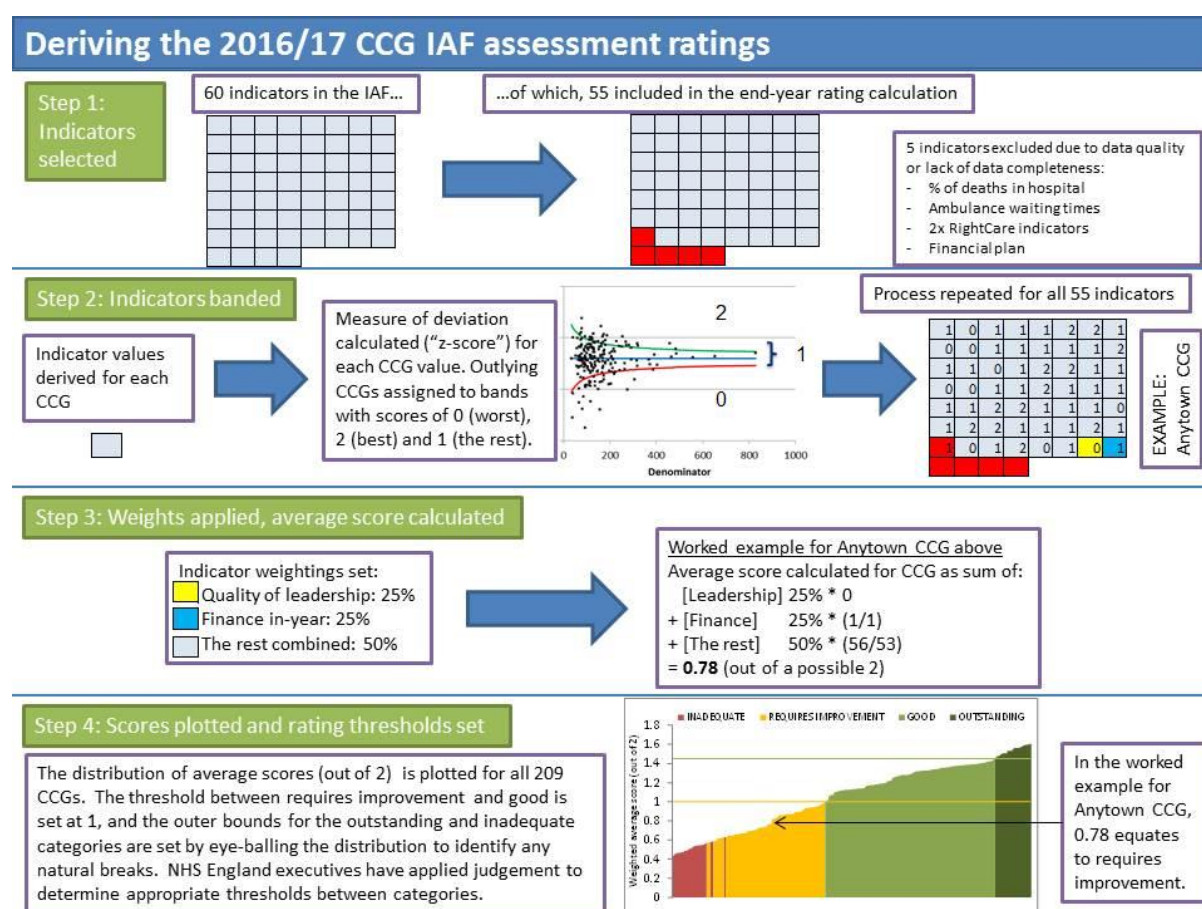 Deriving the 2016/17 CCG IAF assessment ratings
Step 1:
Indicators
selected
60 indicators in the IAF...
...of which, 55 included in the end-year rating calculation
5 indicators excluded due to data quality
or lack of data completeness:
- % of deaths in hospital
- Ambulance waiting times
- 2x RightCare indicators
- Financial plan
Step 2: Indicators banded
Indicator values
derived for each
CCG
Measure of deviation
calculated ("z-score") for
each CCG value. Outlying
CCGs assigned to bands
with scores of 0 (worst),
2 (best) and 1 (the rest).
2
1
0
0 200 400 600 800 1000
Denominator
Process repeated for all 55 indicators
1 0 1 1 1 2 2 1
0 0 1 1 1 1 1 2
1 1 0 1 2 2 1 1
0 0 1 1 2 1 1 1
1 1 2 2 1 1 1 0
1 2 2 1 1 1 2 1
1 0 1 2 0 1 0 1
EXAMPLE:
Anytown CCG
Step 3: Weights applied, average score calculated
Indicator weightings set:
Quality of leadership: 25%
Finance in-year: 25%
The rest combined: 50%
Worked example for Anytown CCG above
Average score calculated for CCG as sum of:
[Leadership] 25% * 0
+ [Finance] 25% * (1/1)
+ [The rest] 50% * (56/53)
= 0.78 (out of a possible 2)
Step 4: Scores plotted and rating thresholds set
The distribution of average scores (out of 2) is plotted for all 209
CCGs. The threshold between requires improvement and good is
set at 1, and the outer bounds for the outstanding and inadequate
categories are set by eye-balling the distribution to identify any
natural breaks. NHS England executives have applied judgement to
determine appropriate thresholds between categories.
INADEQUATE REQUIRES IMPROVEMENT GOOD OUTSTANDING
Weighted average score (out of 2)
1.8
1.6
1.4
1.2
1
0.8
0.6
0.4
0.2
0
In the worked
example for
Anytown CCG,
0.78 equates
to requires
improvement.